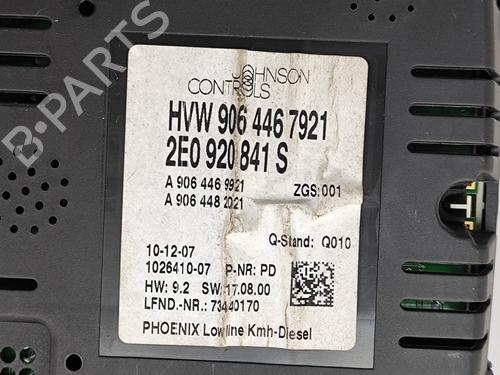 B-PARTS
JOHNSON
CONTROLS
HVW 906 446 7921
2E0 920 841 S
A 906 446 9921 ZGS:001
A 906 448 2021
Q-Stand: Q010
10-12-07
1026410-07 P-NR: PD
HW: 9.2 SW: 17.08.00
LFND.-NR.: 73440170
PHOENIX Lowline Kmh-Diesel